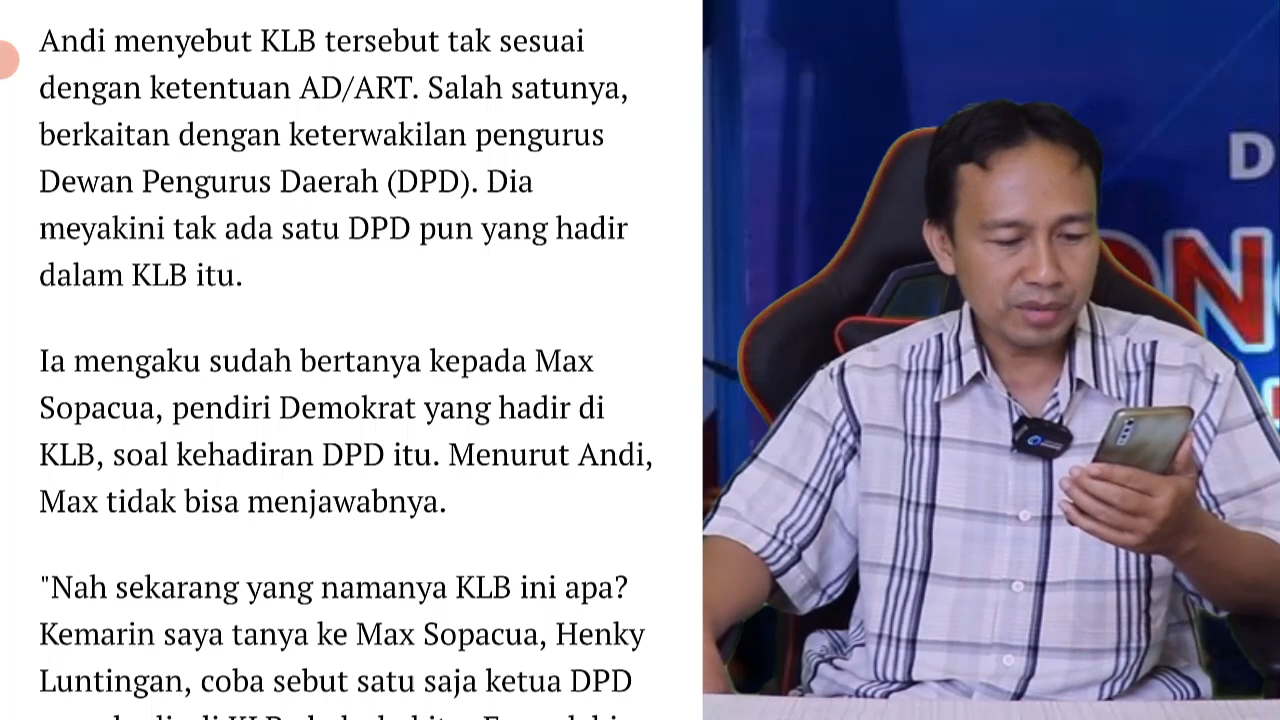 Andi menyebut KLB tersebut tak sesuai
dengan ketentuan AD/ART. Salah satunya,
berkaitan dengan keterwakilan pengurus
Dewan Pengurus Daerah (DPD). Dia
meyakini tak ada satu DPD pun yang hadir
dalam KLB itu.
Ia mengaku sudah bertanya kepada Max
Sopacua, pendiri Demokrat yang hadir di
KLB, soal kehadiran DPD itu. Menurut Andi,
Max tidak bisa menjawabnya.
"Nah sekarang yang namanya KLB ini apa?
Kemarin saya tanya ke Max Sopacua, Henky
Luntingan, coba sebut satu saja ketua DPD